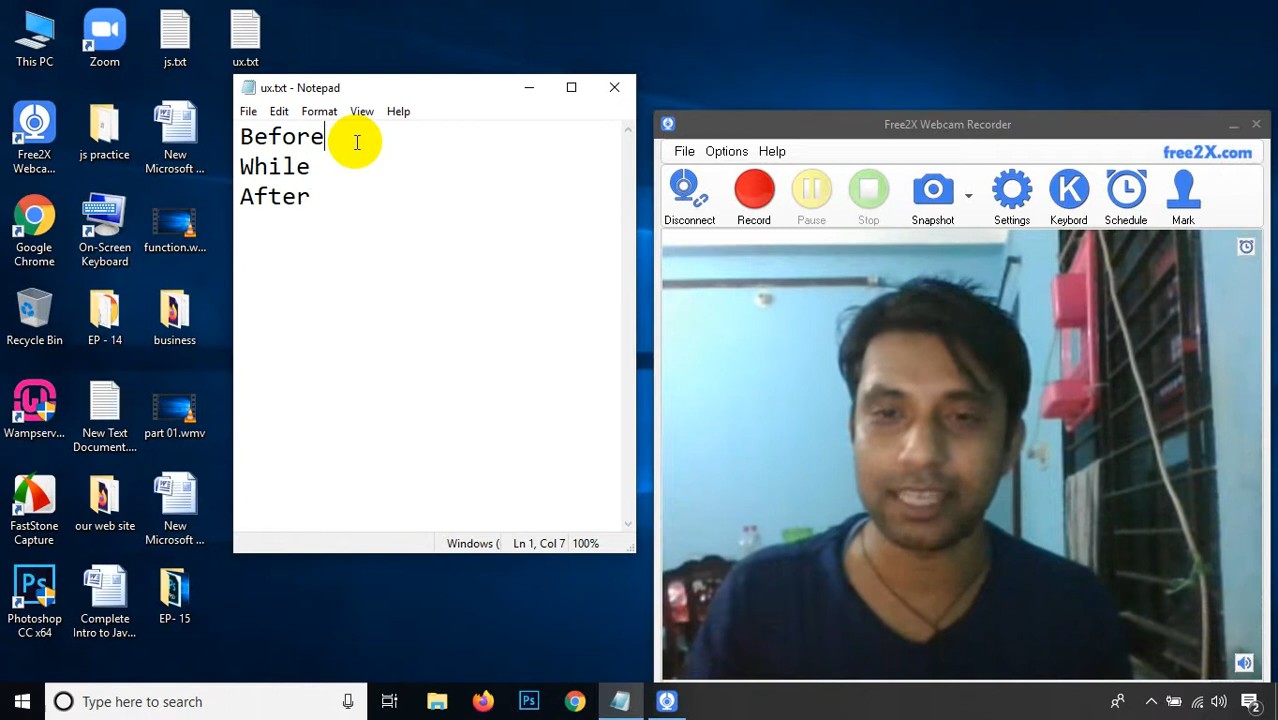 This PC
Zoom
js.txt
ux.txt
Free2X
Webca...
js practice
New
Microsoft ...
Google
Chrome
On-Screen
Keyboard
function.w...
Recycle Bin
EP - 14
business
Wampserv...
New Text
Document....
part 01.wmv
FastStone
Capture
our web site
New
Microsoft ...
Photoshop
CC x64
Complete
Intro to Jav...
EP- 15
ux.txt - Notepad
File Edit Format View Help
Before
While
After
Windows (
Ln 1, Col 7
100%
Free2X Webcam Recorder
File Options Help
free2X.com
Disconnect Record Pause Stop Snapshot Settings Keybord Schedule Mark
Type here to search
Ps
2